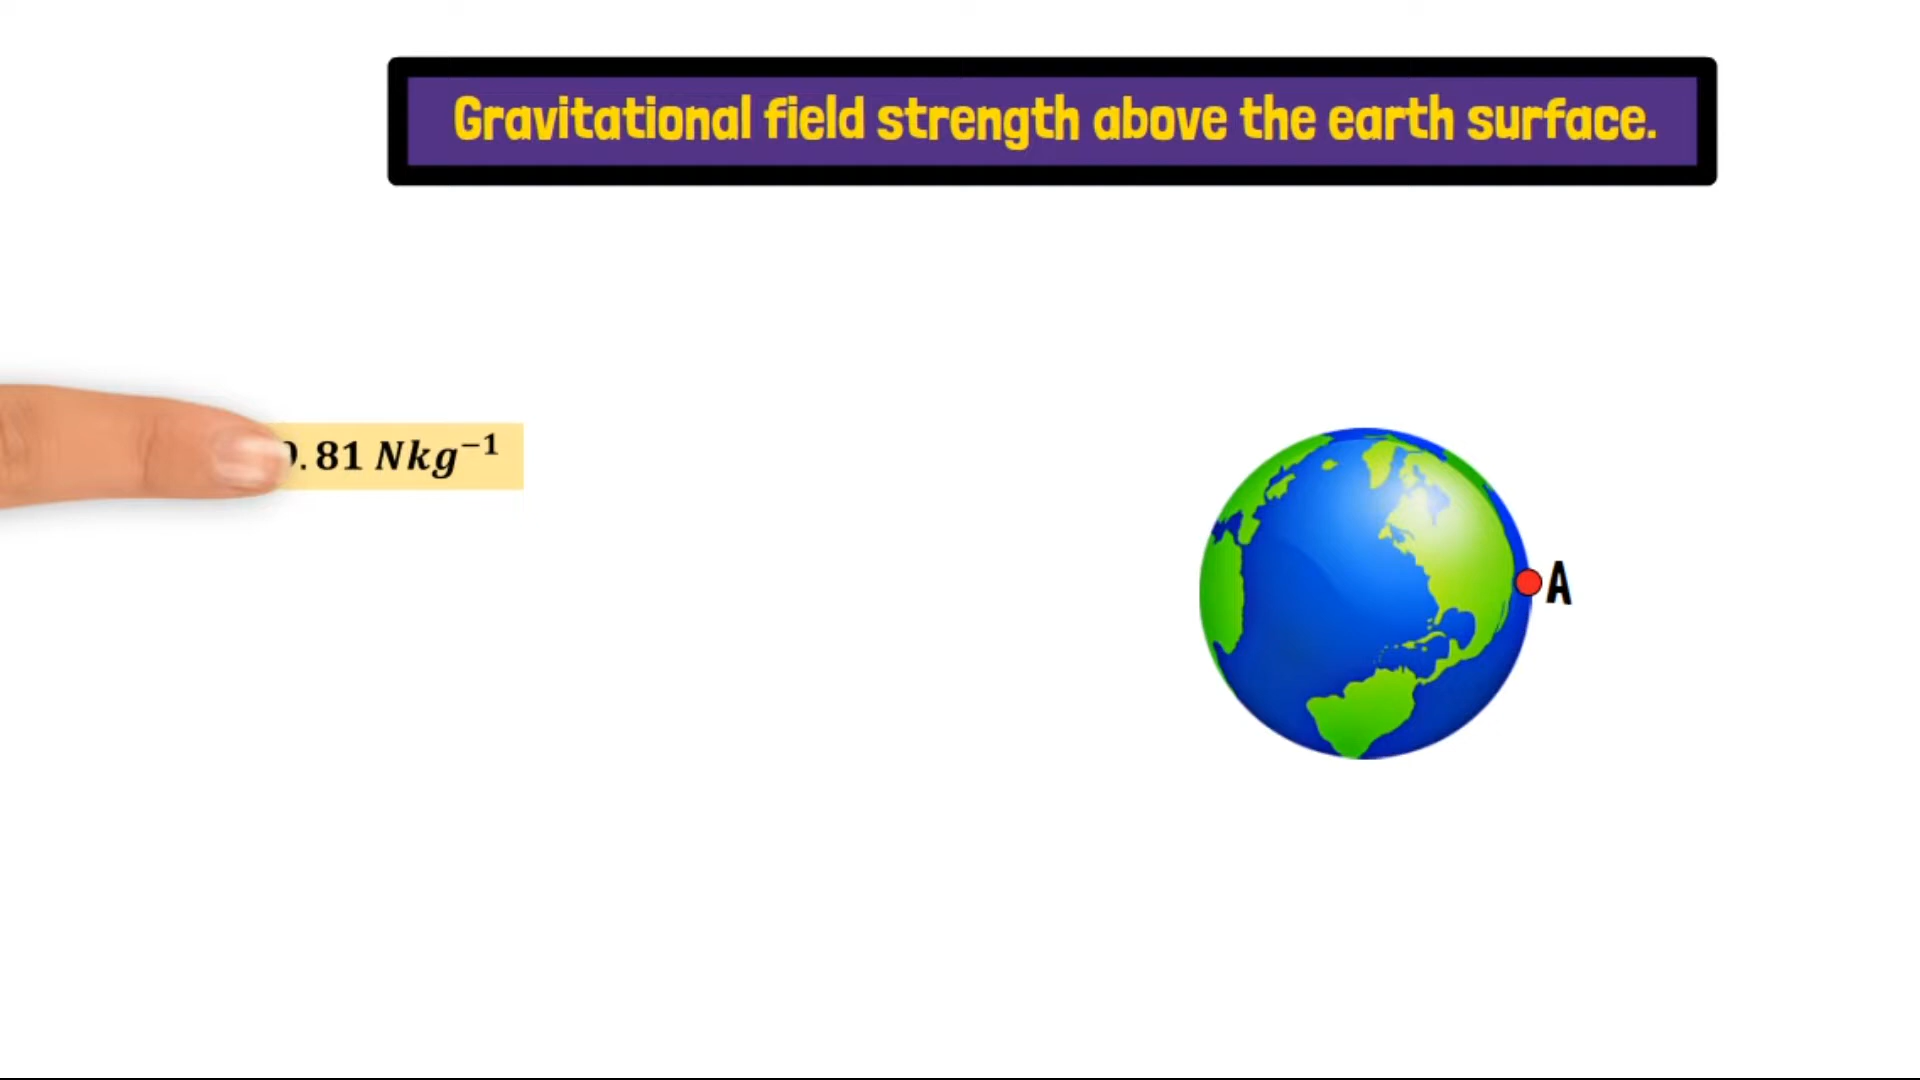 Gravitational field strength above the earth surface.
.81 Nkg⁻¹
A